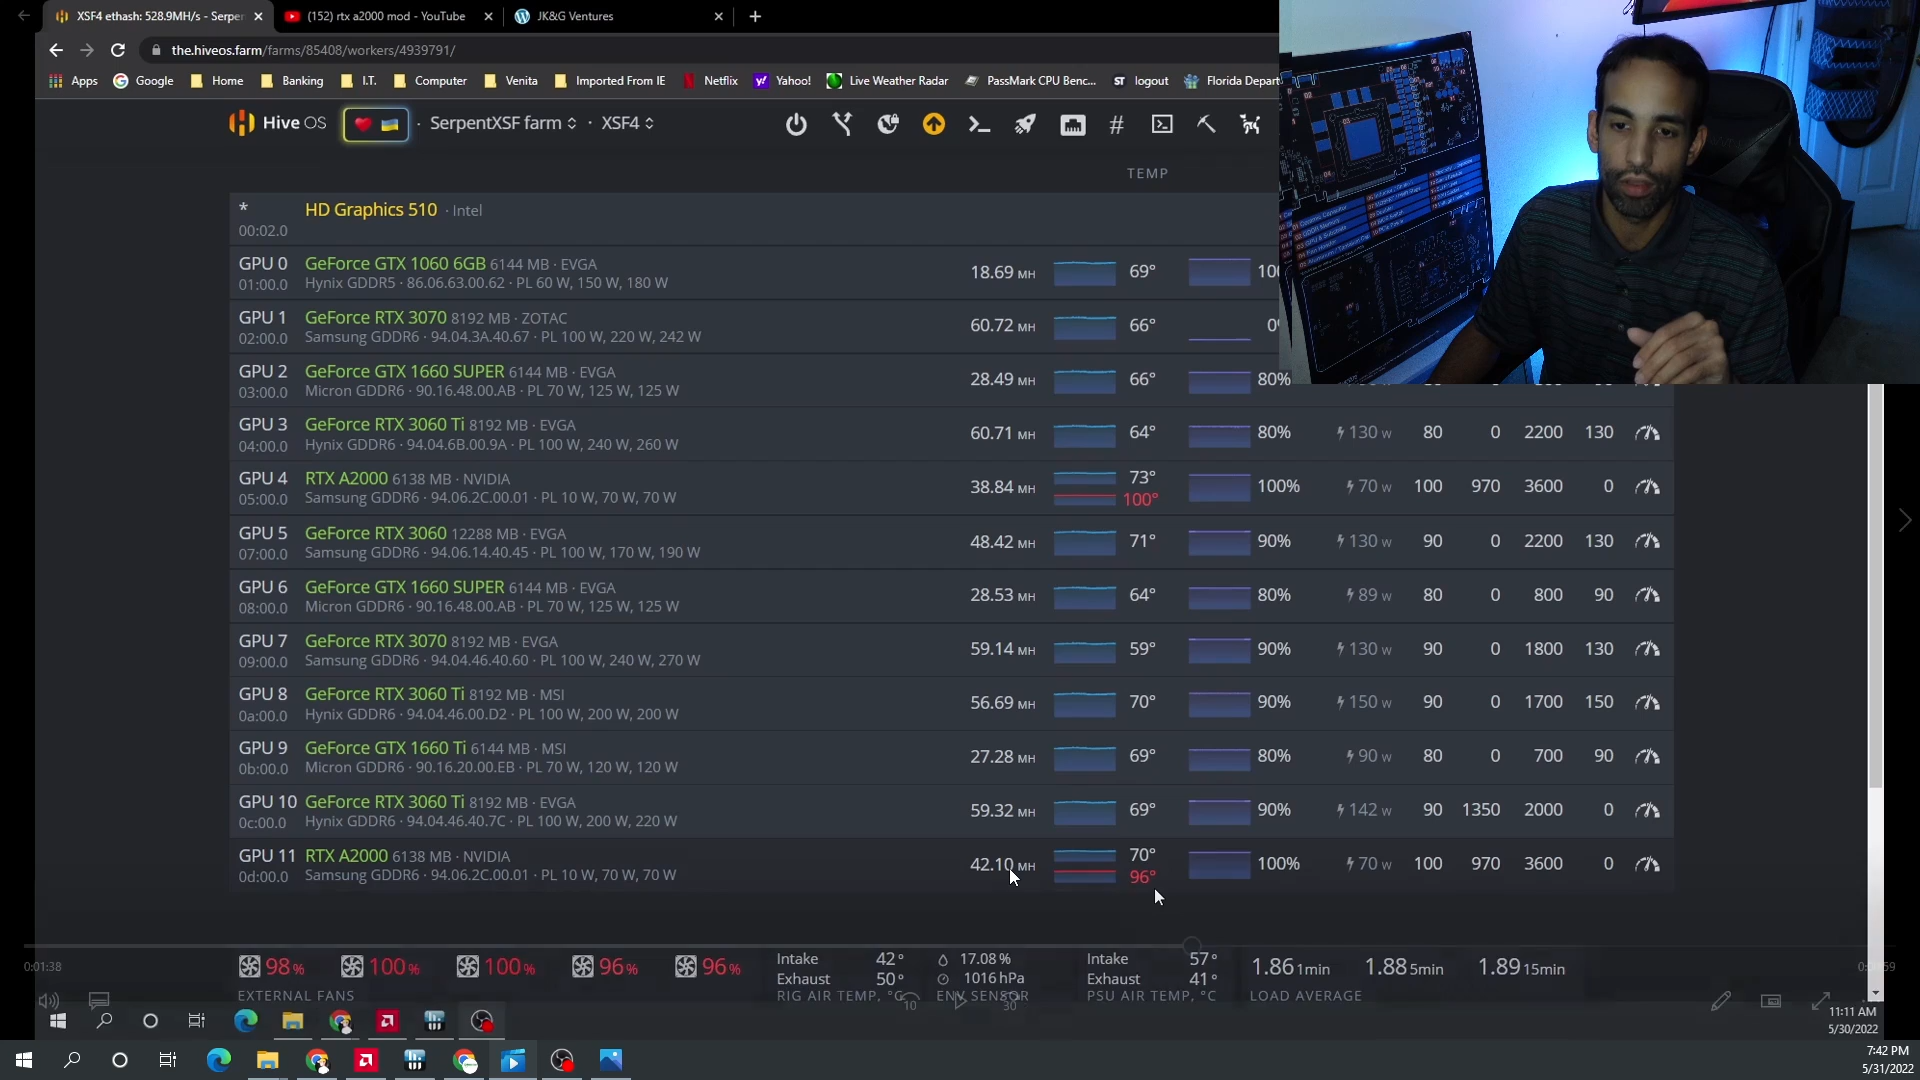 XSF4 ethash: 528.9MH/s - Serpen
(152) rtx a2000 mod - YouTube
JK&G Ventures
the.hiveos.farm/farms/85408/workers/4939791/
Apps
Google
Home
Banking
I.T.
Computer
Venita
Imported From IE
Netflix
Yahoo!
Live Weather Radar
PassMark CPU Benc...
ST logout
Florida Depart
Hive OS
· SerpentXSF farm
· XSF4
TEMP
* HD Graphics 510 · Intel
00:02.0
GPU 0 GeForce GTX 1060 6GB 6144 MB · EVGA 18.69 MH 69° 10
01:00.0 Hynix GDDR5 · 86.06.63.00.62 · PL 60 W, 150 W, 180 W
GPU 1 GeForce RTX 3070 8192 MB · ZOTAC 60.72 MH 66° 0
02:00.0 Samsung GDDR6 · 94.04.3A.40.67 · PL 100 W, 220 W, 242 W
GPU 2 GeForce GTX 1660 SUPER 6144 MB · EVGA 28.49 MH 66° 80%
03:00.0 Micron GDDR6 · 90.16.48.00.AB · PL 70 W, 125 W, 125 W
GPU 3 GeForce RTX 3060 Ti 8192 MB · EVGA 60.71 MH 64° 80% 130 W 80 0 2200 130
04:00.0 Hynix GDDR6 · 94.04.6B.00.9A · PL 100 W, 240 W, 260 W
GPU 4 RTX A2000 6138 MB · NVIDIA 38.84 MH 73° 100% 70 W 100 970 3600 0
05:00.0 Samsung GDDR6 · 94.06.2C.00.01 · PL 10 W, 70 W, 70 W 100°
GPU 5 GeForce RTX 3060 12288 MB · EVGA 48.42 MH 71° 90% 130 W 90 0 2200 130
07:00.0 Samsung GDDR6 · 94.06.14.40.45 · PL 100 W, 170 W, 190 W
GPU 6 GeForce GTX 1660 SUPER 6144 MB · EVGA 28.53 MH 64° 80% 89 W 80 0 800 90
08:00.0 Micron GDDR6 · 90.16.48.00.AB · PL 70 W, 125 W, 125 W
GPU 7 GeForce RTX 3070 8192 MB · EVGA 59.14 MH 59° 90% 130 W 90 0 1800 130
09:00.0 Samsung GDDR6 · 94.04.46.40.60 · PL 100 W, 240 W, 270 W
GPU 8 GeForce RTX 3060 Ti 8192 MB · MSI 56.69 MH 70° 90% 150 W 90 0 1700 150
0a:00.0 Hynix GDDR6 · 94.04.46.00.D2 · PL 100 W, 200 W, 200 W
GPU 9 GeForce GTX 1660 Ti 6144 MB · MSI 27.28 MH 69° 80% 90 W 80 0 700 90
0b:00.0 Micron GDDR6 · 90.16.20.00.EB · PL 70 W, 120 W, 120 W
GPU 10 GeForce RTX 3060 Ti 8192 MB · EVGA 59.32 MH 69° 90% 142 W 90 1350 2000 0
0c:00.0 Hynix GDDR6 · 94.04.46.40.7C · PL 100 W, 200 W, 220 W
GPU 11 RTX A2000 6138 MB · NVIDIA 42.10 MH 70° 100% 70 W 100 970 3600 0
0d:00.0 Samsung GDDR6 · 94.06.2C.00.01 · PL 10 W, 70 W, 70 W 96°
0:01:38
98 % 100 % 100 % 96 % 96 %
EXTERNAL FANS
Intake 42°
Exhaust 50°
RIG AIR TEMP, °C
17.08 %
1016 hPa
ENV SENSOR
Intake 57°
Exhaust 41°
PSU AIR TEMP, °C
1.86 1min 1.88 5min 1.89 15min
LOAD AVERAGE
10
30
11:11 AM
5/30/2022
7:42 PM
5/31/2022